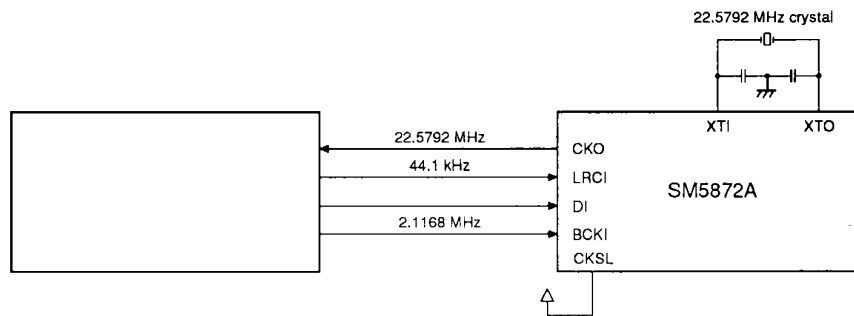 22.5792 MHz crystal
XTI XTO
22.5792 MHz
CKO
44.1 kHz
LRCI
SM5872A
DI
2.1168 MHz
BCKI
CKSL